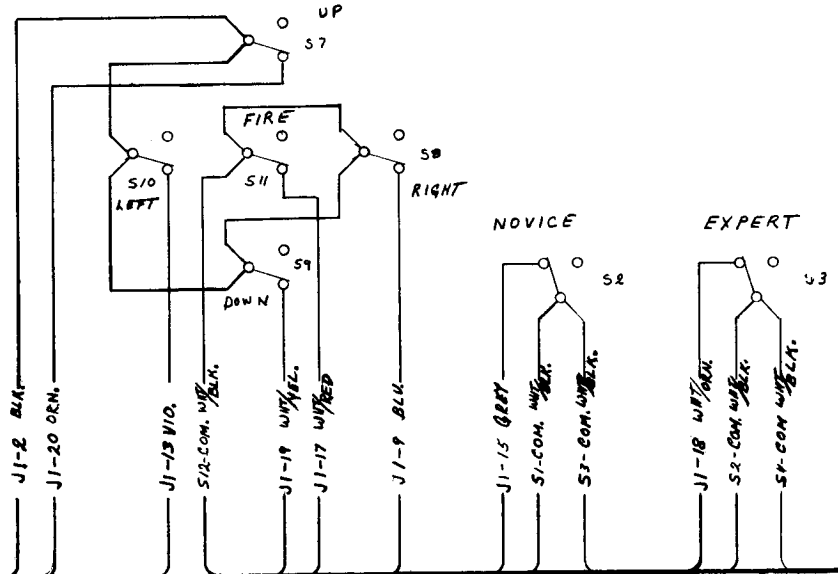 UP
S7
FIRE
S10
LEFT
S11
S8
RIGHT
S9
DOWN
NOVICE
S2
EXPERT
S3
J1-2 BLK.
J1-20 ORN.
J1-13 VIO.
S12-COM. WHT/BLK.
J1-19 WHT/YEL.
J1-17 WHT/RED
J1-9 BLU.
J1-15 GREY
S1-COM. WHT/BLK.
S3-COM. WHT/BLK.
J1-18 WHT/ORN.
S2-COM. WHT/BLK.
S4-COM WHT/BLK.